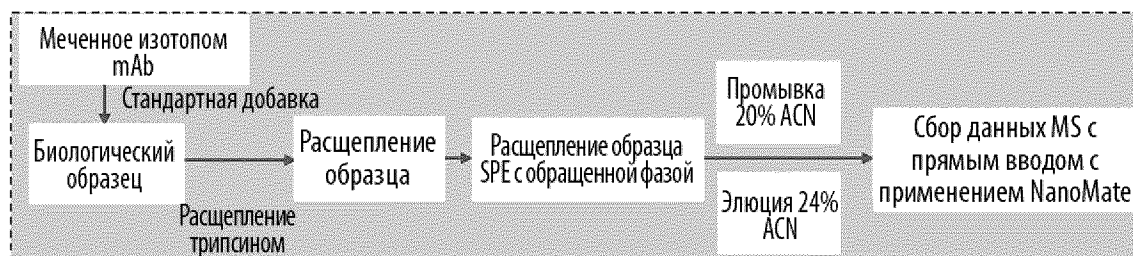 Меченное изотопом
mAb
Стандартная добавка
Биологический
образец
Расщепление
трипсином
Расщепление
образца
Расщепление образца
SPE с обращенной фазой
Промывка
20% ACN
Элюция 24%
ACN
Сбор данных MS с
прямым вводом с
применением NanoMate